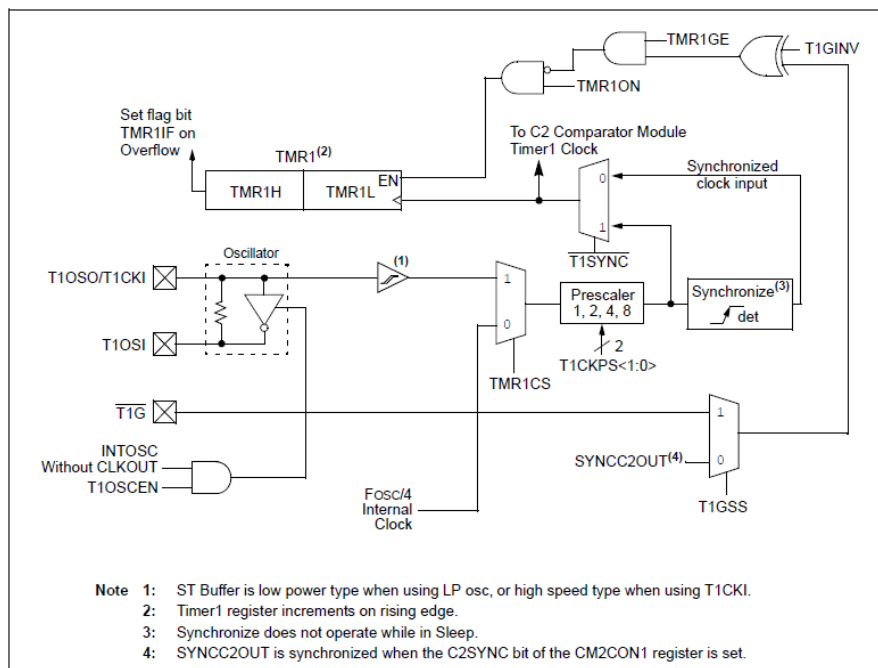 TMR1GE
T1GINV
TMR1ON
Set flag bit
TMR1IF on
Overflow
TMR1(2)
To C2 Comparator Module
Timer1 Clock
EN
TMR1H
TMR1L
0
Synchronized
clock input
1
T1SYNC
Oscillator
(1)
T1OSO/T1CKI
1
Prescaler
1, 2, 4, 8
Synchronize(3)
det
T1OSI
0
2
T1CKPS<1:0>
TMR1CS
T1G
1
INTOSC
Without CLKOUT
T1OSCEN
SYNCC2OUT(4)
0
FOSC/4
Internal
Clock
T1GSS
Note 1: ST Buffer is low power type when using LP osc, or high speed type when using T1CKI.
2: Timer1 register increments on rising edge.
3: Synchronize does not operate while in Sleep.
4: SYNCC2OUT is synchronized when the C2SYNC bit of the CM2CON1 register is set.